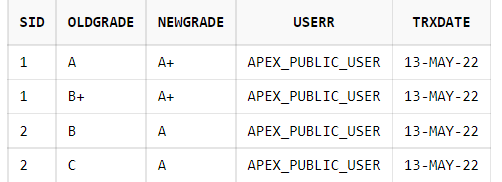 SID OLDGRADE NEWGRADE USERR TRXDATE
1 A A+ APEX_PUBLIC_USER 13-MAY-22
1 B+ A+ APEX_PUBLIC_USER 13-MAY-22
2 B A APEX_PUBLIC_USER 13-MAY-22
2 C A APEX_PUBLIC_USER 13-MAY-22